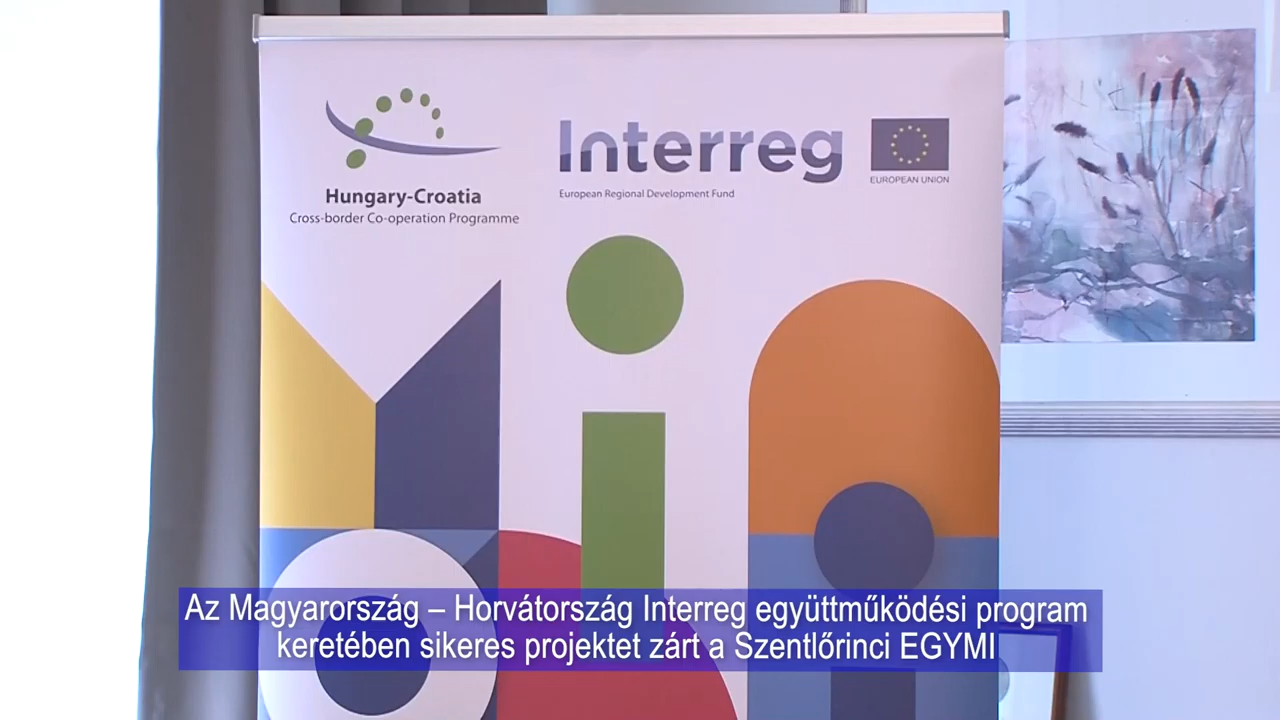 Interreg
EUROPEAN UNION
European Regional Development Fund
Hungary-Croatia
Cross-border Co-operation Programme
Az Magyarország – Horvátország Interreg együttműködési program
keretében sikeres projektet zárt a Szentlőrinci EGYMI